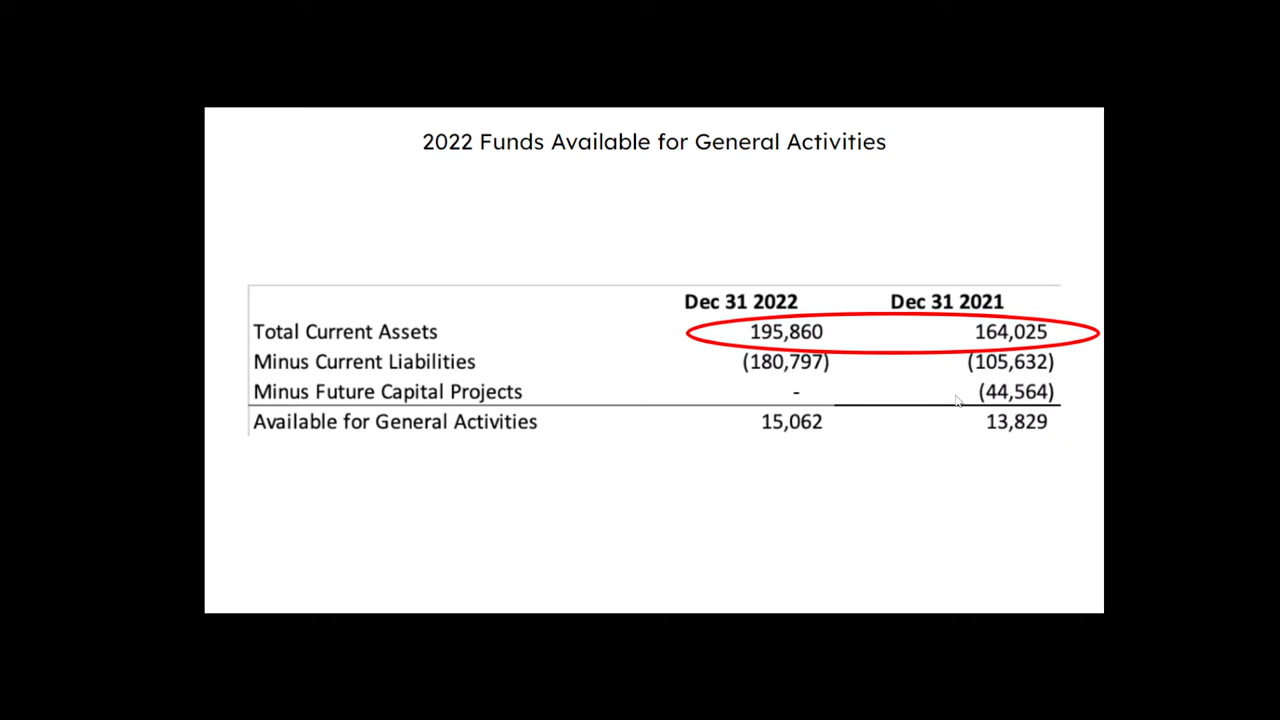 2022 Funds Available for General Activities
Dec 31 2022 Dec 31 2021
Total Current Assets 195,860 164,025
Minus Current Liabilities (180,797) (105,632)
Minus Future Capital Projects - (44,564)
Available for General Activities 15,062 13,829